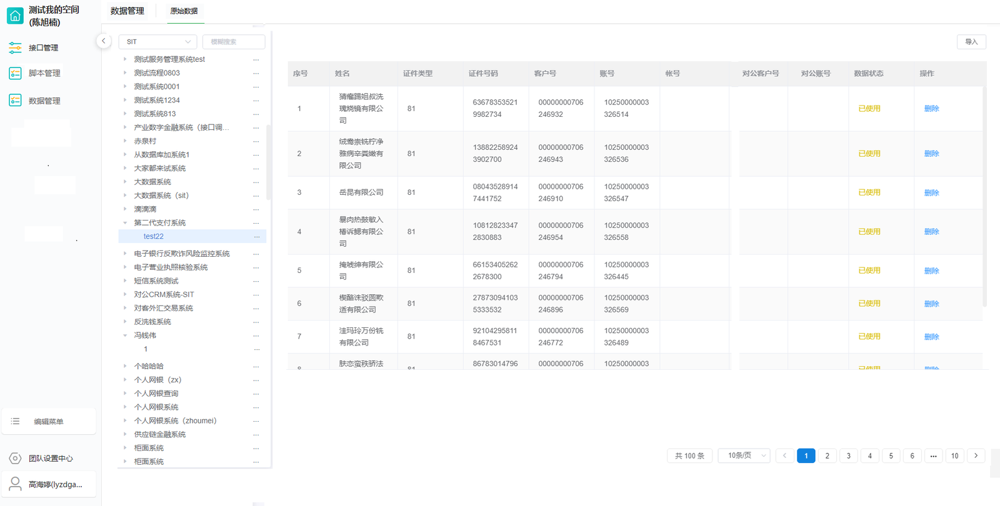 测试我的空间
(陈旭楠)
接口管理
脚本管理
数据管理
编辑菜单
团队设置中心
高海婷(lyzdga...
数据管理
原始数据
SIT
模糊搜索
导入
测试服务管理系统test
测试流程0803
测试系统0001
测试系统1234
测试系统813
产业数字金融系统（接口调...
赤泉村
从数据库加系统1
大家都来试系统
大数据系统
大数据系统（sit）
滴滴滴
第二代支付系统
test22
电子银行反欺诈风险监控系统
电子营业执照核验系统
短信系统测试
对公CRM系统-SIT
对客外汇交易系统
反洗钱系统
冯钱伟
1
个哈哈哈
个人网银（zx）
个人网银查询
个人网银系统
个人网银系统（zhoumei）
供应链金融系统
柜面系统
柜面系统
序号 姓名 证件类型 证件号码 客户号 账号 帐号 对公客户号 对公账号 数据状态 操作
1 猜瘤踢姐叔洗瑰烧镜有限公司 81 636783535219982734 00000000706246932 10250000003326514 已使用 删除
2 绒鸯崇铣柠净雅病辛粪嫩有限公司 81 138822589243902700 00000000706246943 10250000003326536 已使用 删除
3 岳昆有限公司 81 080435289147441752 00000000706246910 10250000003326547 已使用 删除
4 暴肉热鼓敏入椿诉鳃有限公司 81 108128233472830883 00000000706246954 10250000003326558 已使用 删除
5 掩唬绅有限公司 81 661534052622678300 00000000706246794 10250000003326445 已使用 删除
6 楔酪诛驳圆欺适有限公司 81 278730941035333532 00000000706246896 10250000003326569 已使用 删除
7 洼玛玲万份铣有限公司 81 921042958118467531 00000000706246772 10250000003326489 已使用 删除
8 肤恋蛮秩骄法 81 86783014796 00000000706 10250000003 已使用 删除
共 100 条 10条/页 1 2 3 4 5 6 ... 10